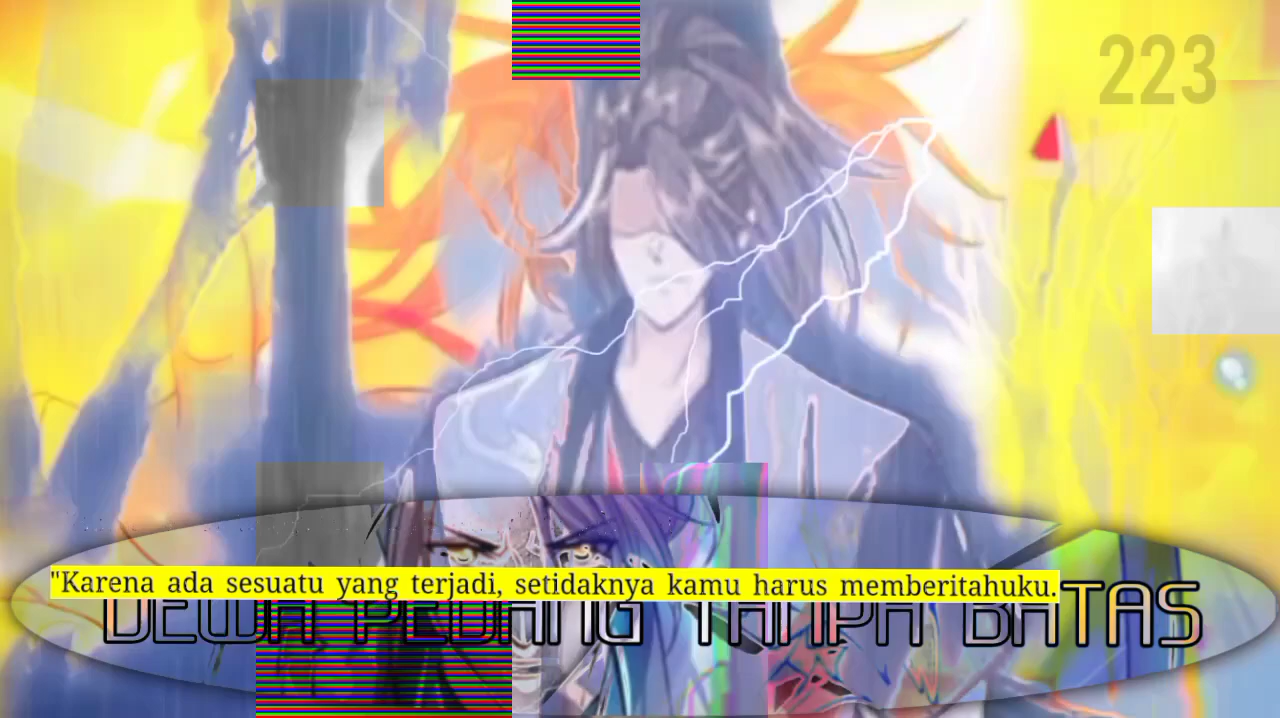 223
"Karena ada sesuatu yang terjadi, setidaknya kamu harus memberitahuku.
DEWA PEDANG TANPA BATAS